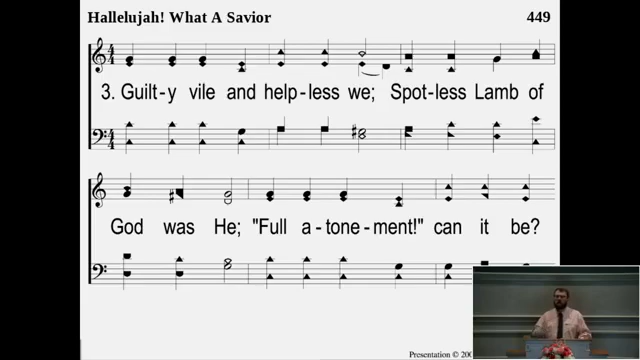 Hallelujah! What A Savior 449
3. Guilt-y vile and help-less we; Spot-less Lamb of
God was He; "Full a-tone-ment!" can it be?
Presentation © 200